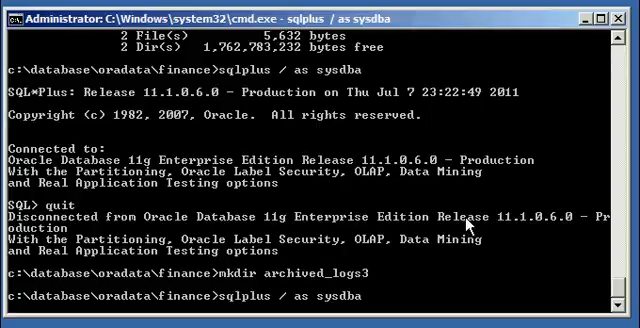 Administrator: C:\Windows\system32\cmd.exe - sqlplus / as sysdba
2 File(s) 5,632 bytes
2 Dir(s) 1,762,783,232 bytes free
c:\database\oradata\finance>sqlplus / as sysdba
SQL*Plus: Release 11.1.0.6.0 - Production on Thu Jul 7 23:22:49 2011
Copyright (c) 1982, 2007, Oracle. All rights reserved.
Connected to:
Oracle Database 11g Enterprise Edition Release 11.1.0.6.0 - Production
With the Partitioning, Oracle Label Security, OLAP, Data Mining
and Real Application Testing options
SQL> quit
Disconnected from Oracle Database 11g Enterprise Edition Release 11.1.0.6.0 - Pr
oduction
With the Partitioning, Oracle Label Security, OLAP, Data Mining
and Real Application Testing options
c:\database\oradata\finance>mkdir archived_logs3
c:\database\oradata\finance>sqlplus / as sysdba